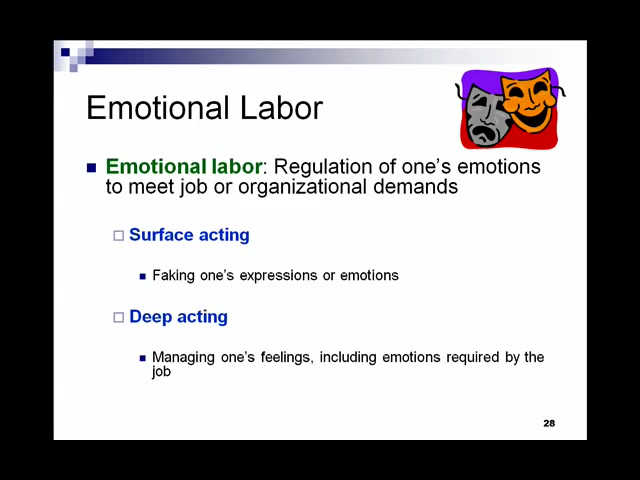 Emotional Labor
Emotional labor: Regulation of one's emotions
to meet job or organizational demands
Surface acting
Faking one's expressions or emotions
Deep acting
Managing one's feelings, including emotions required by the
job
28